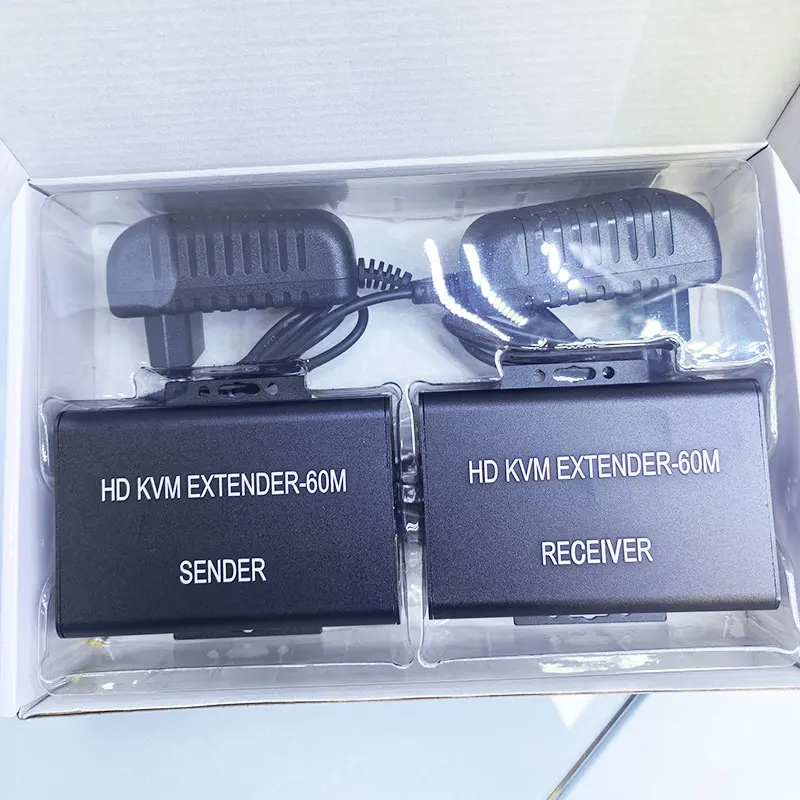 HD KVM EXTENDER-60M
SENDER
HD KVM EXTENDER-60M
RECEIVER